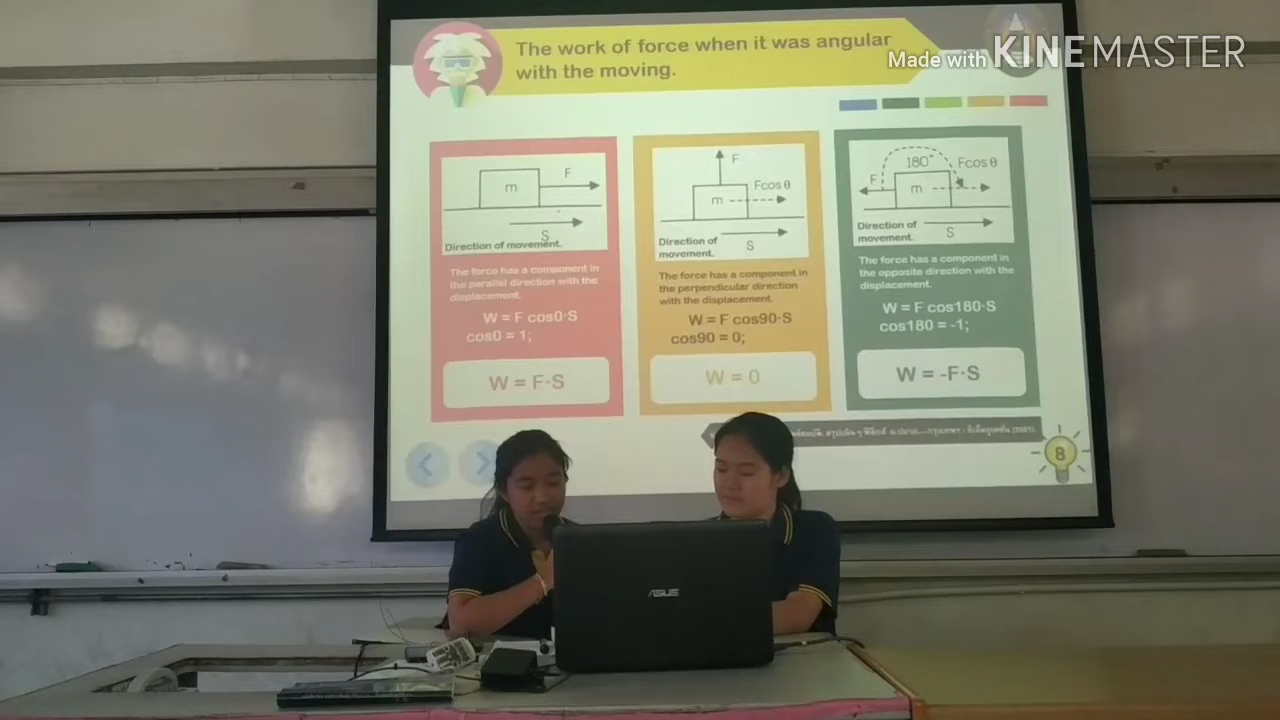 The work of force when it was angular
with the moving.
Made with KINEMASTER
m
F
S
Direction of movement.
The force has a component in
the parallel direction with the
displacement.
W = F cos0·S
cos0 = 1;
W = F·S
F
Fcos θ
m
Direction of
movement.
S
The force has a component in
the perpendicular direction
with the displacement.
W = F cos90·S
cos90 = 0;
W = 0
180°
Fcos θ
F
m
Direction of
movement.
S
The force has a component in
the opposite direction with the
displacement.
W = F cos180·S
cos180 = -1;
W = -F·S
8
ASUS